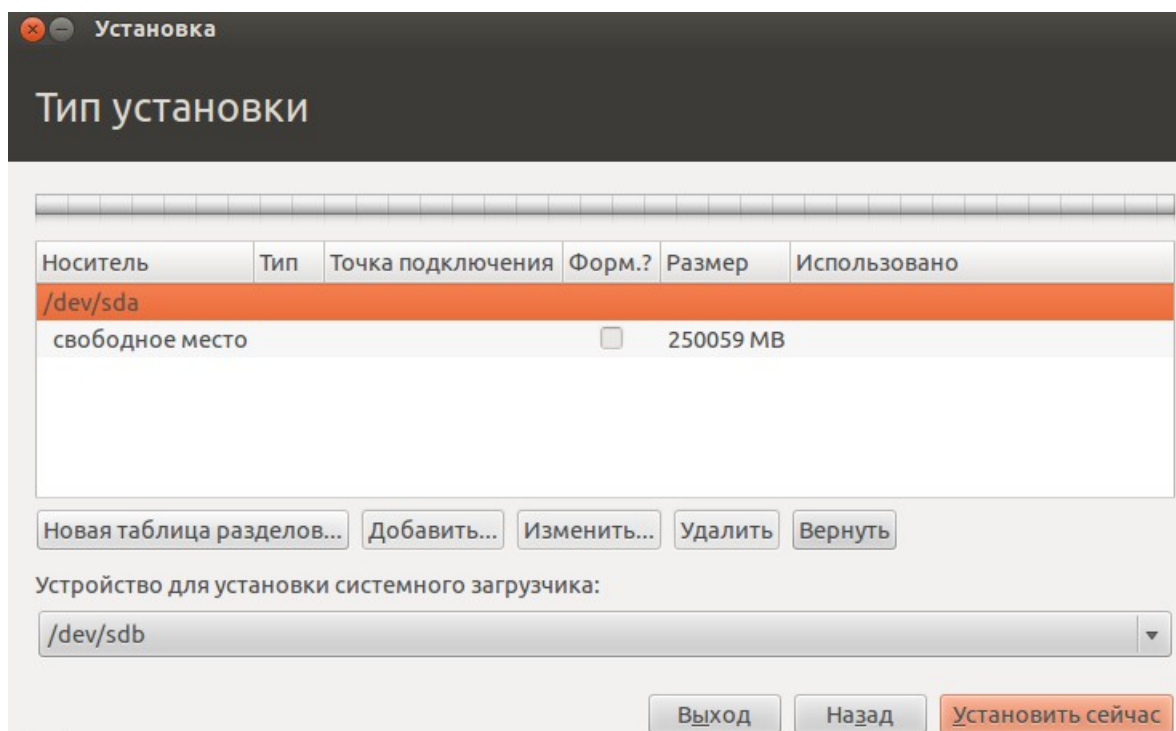 Установка
Тип установки
Носитель Тип Точка подключения Форм.? Размер Использовано
/dev/sda
свободное место 250059 MB
Новая таблица разделов... Добавить... Изменить... Удалить Вернуть
Устройство для установки системного загрузчика:
/dev/sdb
Выход Назад Установить сейчас